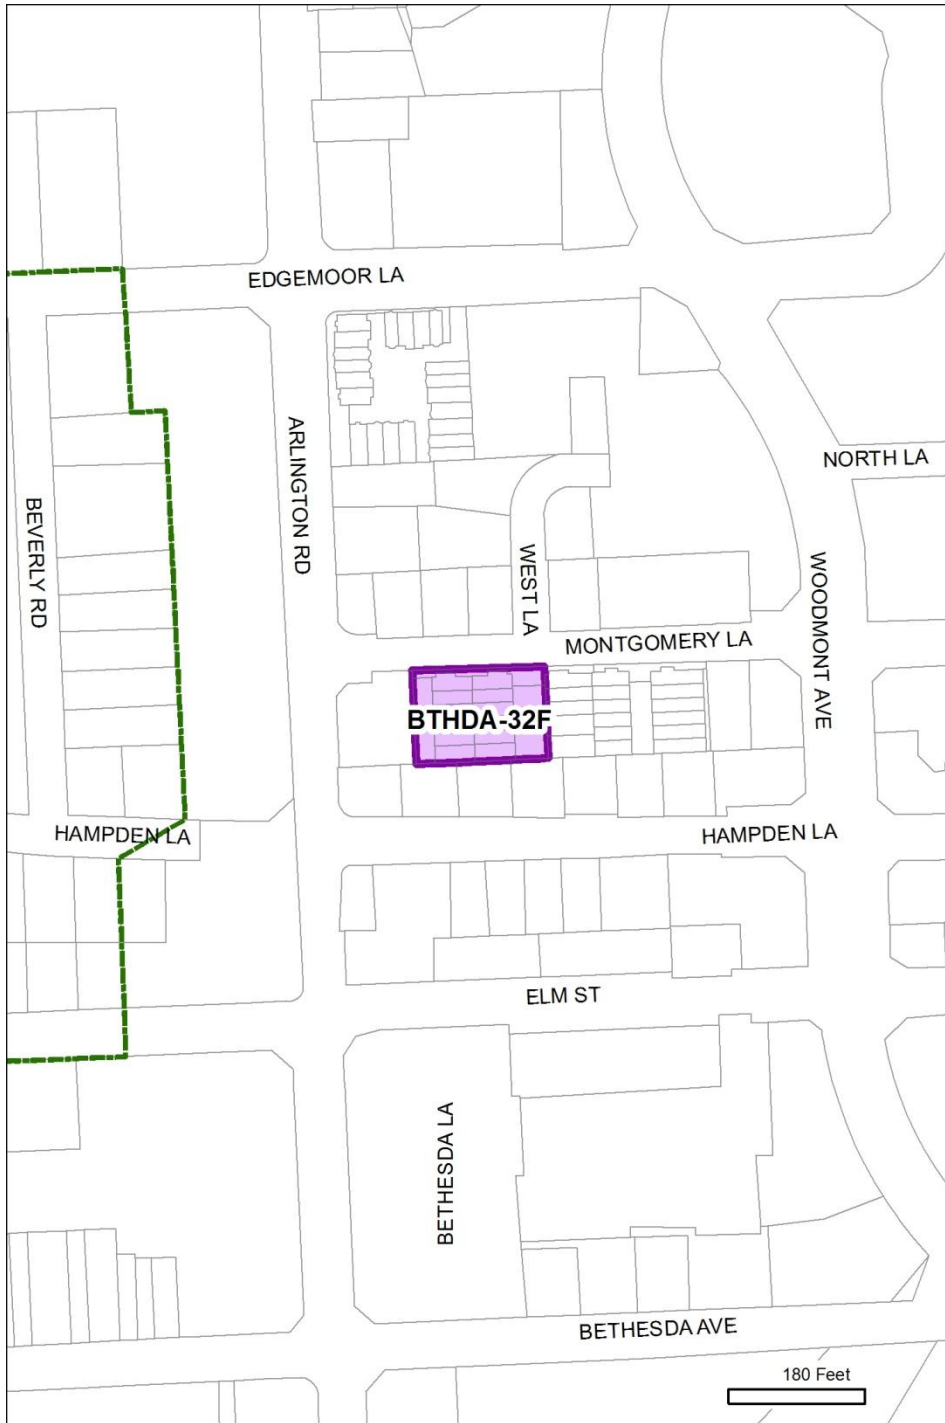 EDGEMOOR LA
ARLINGTON RD
NORTH LA
BEVERLY RD
WEST LA
WOODMONT AVE
MONTGOMERY LA
BTHDA-32F
HAMPDEN LA
HAMPDEN LA
ELM ST
BETHESDA LA
BETHESDA AVE
180 Feet